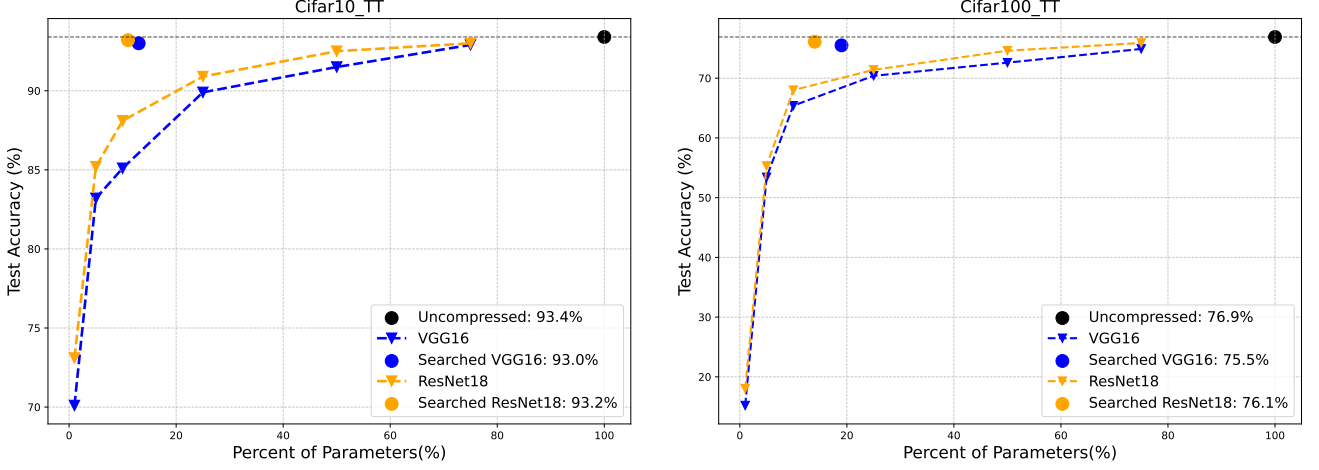 Cifar10_TT
Test Accuracy (%)
90
85
80
75
70
0
20
40
60
80
100
Percent of Parameters(%)
Uncompressed: 93.4%
VGG16
Searched VGG16: 93.0%
ResNet18
Searched ResNet18: 93.2%
Cifar100_TT
Test Accuracy (%)
70
60
50
40
30
20
0
20
40
60
80
100
Percent of Parameters(%)
Uncompressed: 76.9%
VGG16
Searched VGG16: 75.5%
ResNet18
Searched ResNet18: 76.1%